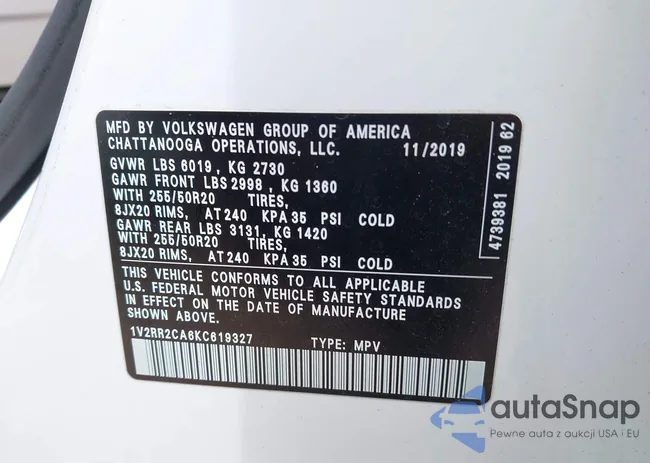 MFD BY VOLKSWAGEN GROUP OF AMERICA
CHATTANOOGA OPERATIONS, LLC. 11/2019
GVWR LBS 6019, KG 2730
GAWR FRONT LBS 2998, KG 1360
WITH 255/50R20 TIRES,
8JX20 RIMS, AT 240 KPA 35 PSI COLD
GAWR REAR LBS 3131, KG 1420
WITH 255/50R20 TIRES,
8JX20 RIMS, AT 240 KPA 35 PSI COLD
THIS VEHICLE CONFORMS TO ALL APPLICABLE
U.S. FEDERAL MOTOR VEHICLE SAFETY STANDARDS
IN EFFECT ON THE DATE OF MANUFACTURE
SHOWN ABOVE.
1V2RR2CA6KC619327 TYPE: MPV
4739381 2019 62
autaSnap
Pewne auta z aukcji USA i EU